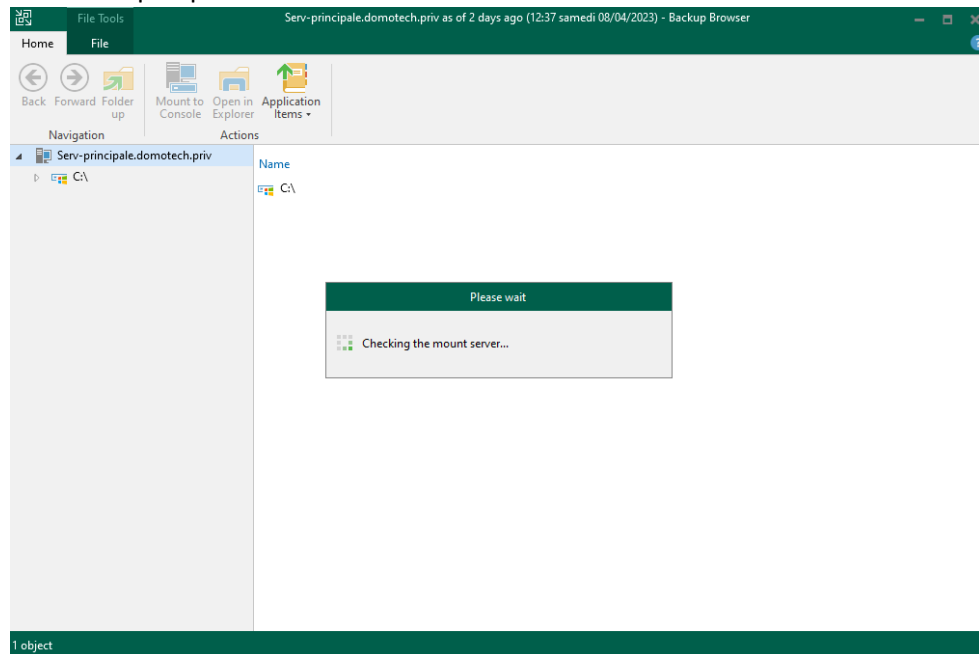 File Tools
Serv-principale.domotech.priv as of 2 days ago (12:37 samedi 08/04/2023) - Backup Browser
Home
File
Back
Forward
Folder up
Mount to Console
Open in Explorer
Application Items
Navigation
Actions
Serv-principale.domotech.priv
C:\
Name
C:\
Please wait
Checking the mount server...
1 object